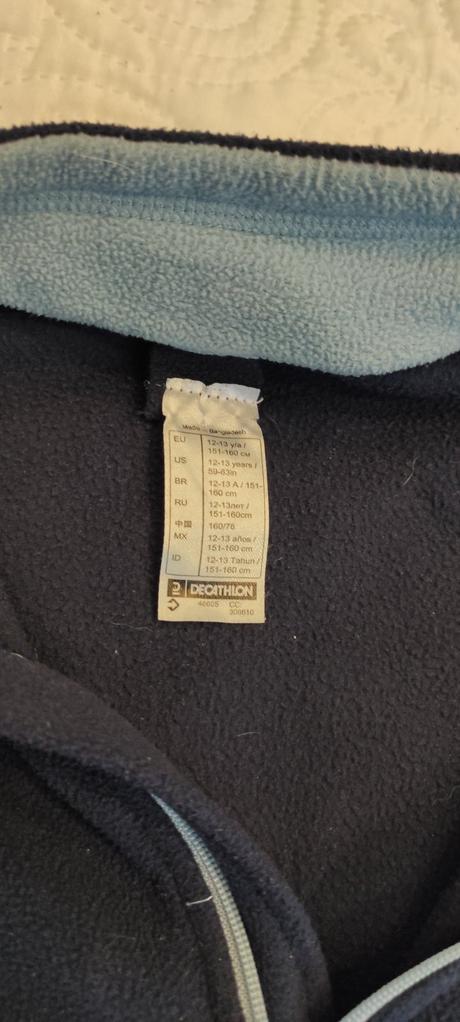 Made in Bangladesh
EU 12-13 y/a /
151-160 см
US 12-13 years /
59-63in
BR 12-13 A / 151-
160 cm
RU 12-13лет /
151-160cm
中国 160/76
MX 12-13 años /
151-160 cm
ID 12-13 Tahun /
151-160 cm
DECATHLON
CC: